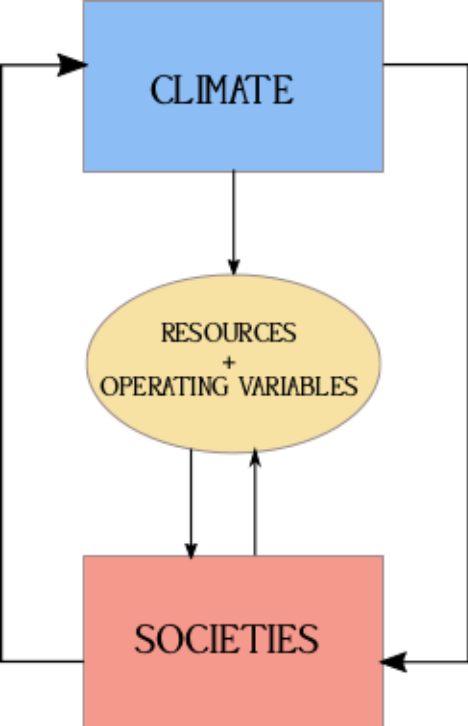 CLIMATE
RESOURCES
+
OPERATING VARIABLES
SOCIETIES